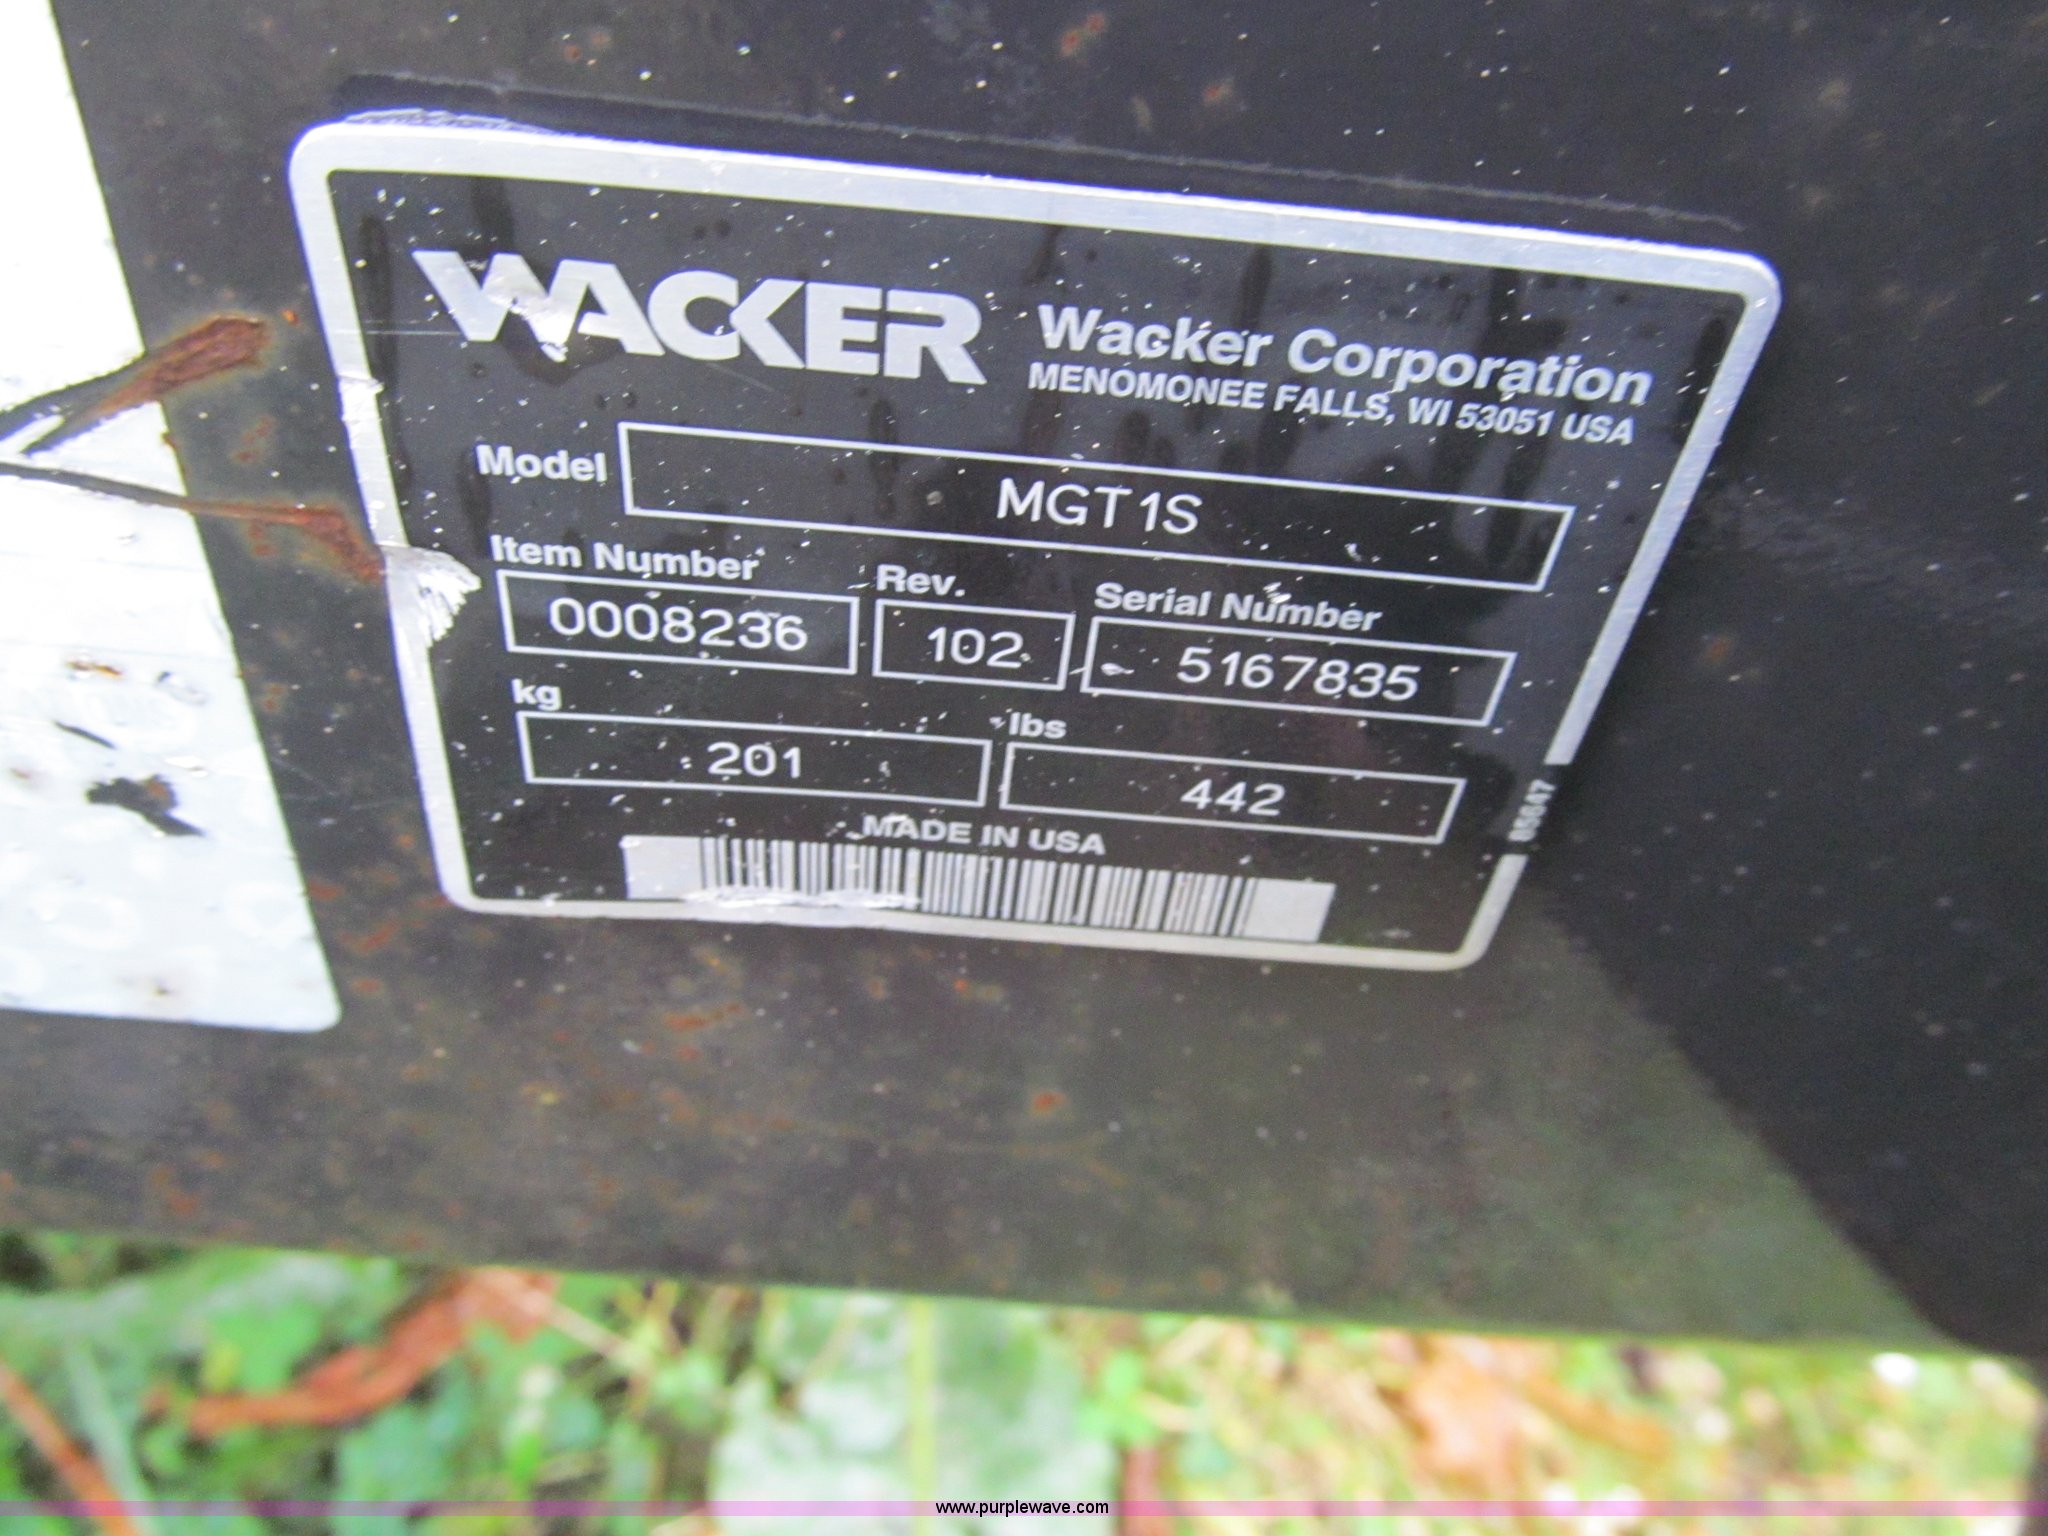 WACKER
Wacker Corporation
MENOMONEE FALLS, WI 53051 USA
Model MGT1S
Item Number Rev. Serial Number
0008236 102 5167835
kg lbs
201 442
MADE IN USA
www.purplewave.com